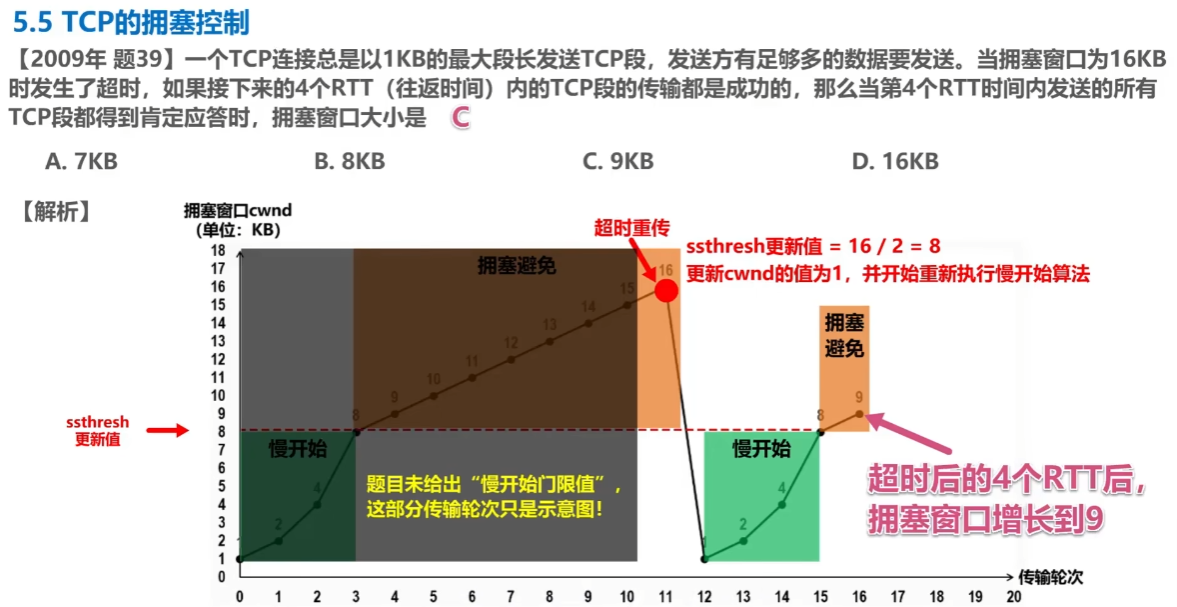 5.5 TCP的拥塞控制
【2009年 题39】一个TCP连接总是以1KB的最大段长发送TCP段，发送方有足够多的数据要发送。当拥塞窗口为16KB
时发生了超时，如果接下来的4个RTT（往返时间）内的TCP段的传输都是成功的，那么当第4个RTT时间内发送的所有
TCP段都得到肯定应答时，拥塞窗口大小是 C
A. 7KB B. 8KB C. 9KB D. 16KB
【解析】
拥塞窗口cwnd
（单位：KB）
超时重传
ssthresh更新值 = 16 / 2 = 8
更新cwnd的值为1，并开始重新执行慢开始算法
拥塞避免
拥塞
避免
18
17
16
15
14
13
12
11
10
9
8
7
6
5
4
3
2
1
0
16
15
14
13
12
11
10
9
8
4
2
ssthresh
更新值
慢开始
题目未给出“慢开始门限值”，
这部分传输轮次只是示意图！
慢开始
1
2
4
8
9
超时后的4个RTT后，
拥塞窗口增长到9
传输轮次
0 1 2 3 4 5 6 7 8 9 10 11 12 13 14 15 16 17 18 19 20